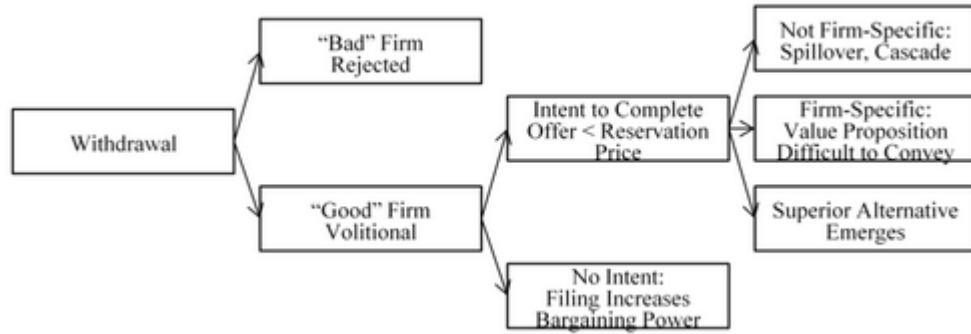 Withdrawal
“Bad” Firm
Rejected
“Good” Firm
Volitional
Intent to Complete
Offer < Reservation
Price
No Intent:
Filing Increases
Bargaining Power
Not Firm-Specific:
Spillover, Cascade
Firm-Specific:
Value Proposition
Difficult to Convey
Superior Alternative
Emerges